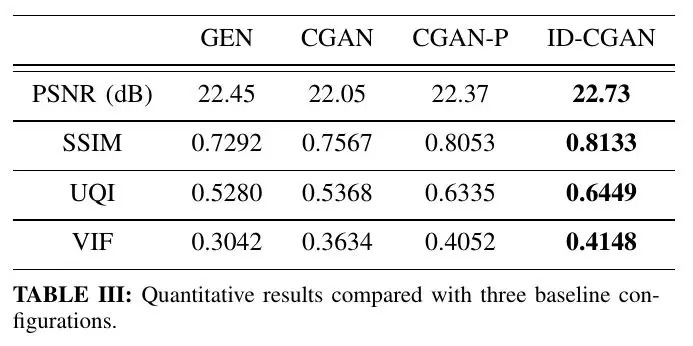 GEN CGAN CGAN-P ID-CGAN
PSNR (dB) 22.45 22.05 22.37 22.73
SSIM 0.7292 0.7567 0.8053 0.8133
UQI 0.5280 0.5368 0.6335 0.6449
VIF 0.3042 0.3634 0.4052 0.4148
TABLE III: Quantitative results compared with three baseline con-
figurations.